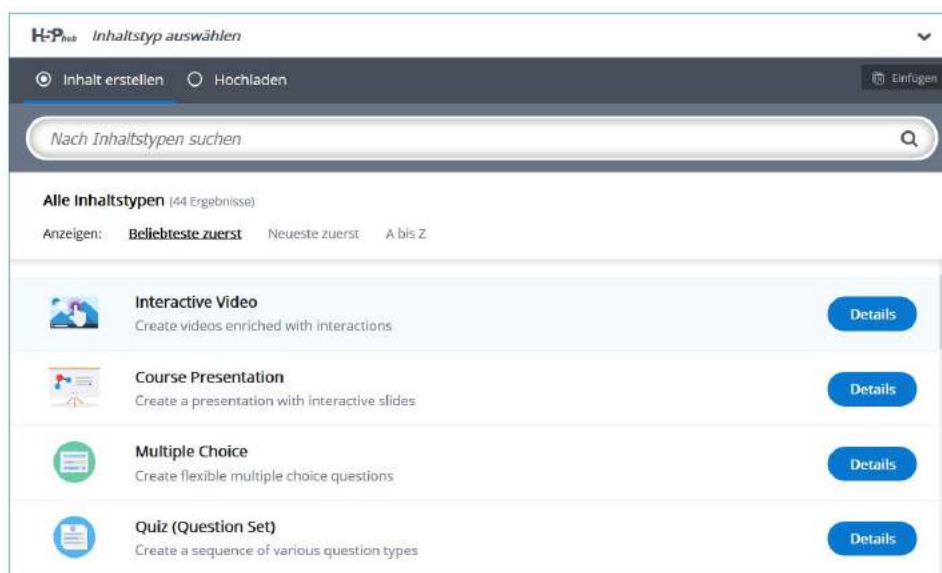 H5P hub Inhaltstyp auswählen
Inhalt erstellen Hochladen Einfügen
Nach Inhaltstypen suchen
Alle Inhaltstypen (44 Ergebnisse)
Anzeigen: Beliebteste zuerst Neueste zuerst A bis Z
Interactive Video
Create videos enriched with interactions
Details
Course Presentation
Create a presentation with interactive slides
Details
Multiple Choice
Create flexible multiple choice questions
Details
Quiz (Question Set)
Create a sequence of various question types
Details